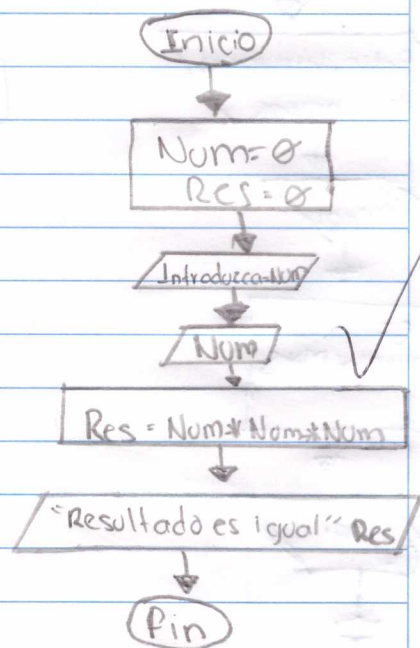 Inicio
Num=0
Res=0
Introduzca-Num
Num
Res = Num*Num*Num
"Resultado es igual" Res
Fin